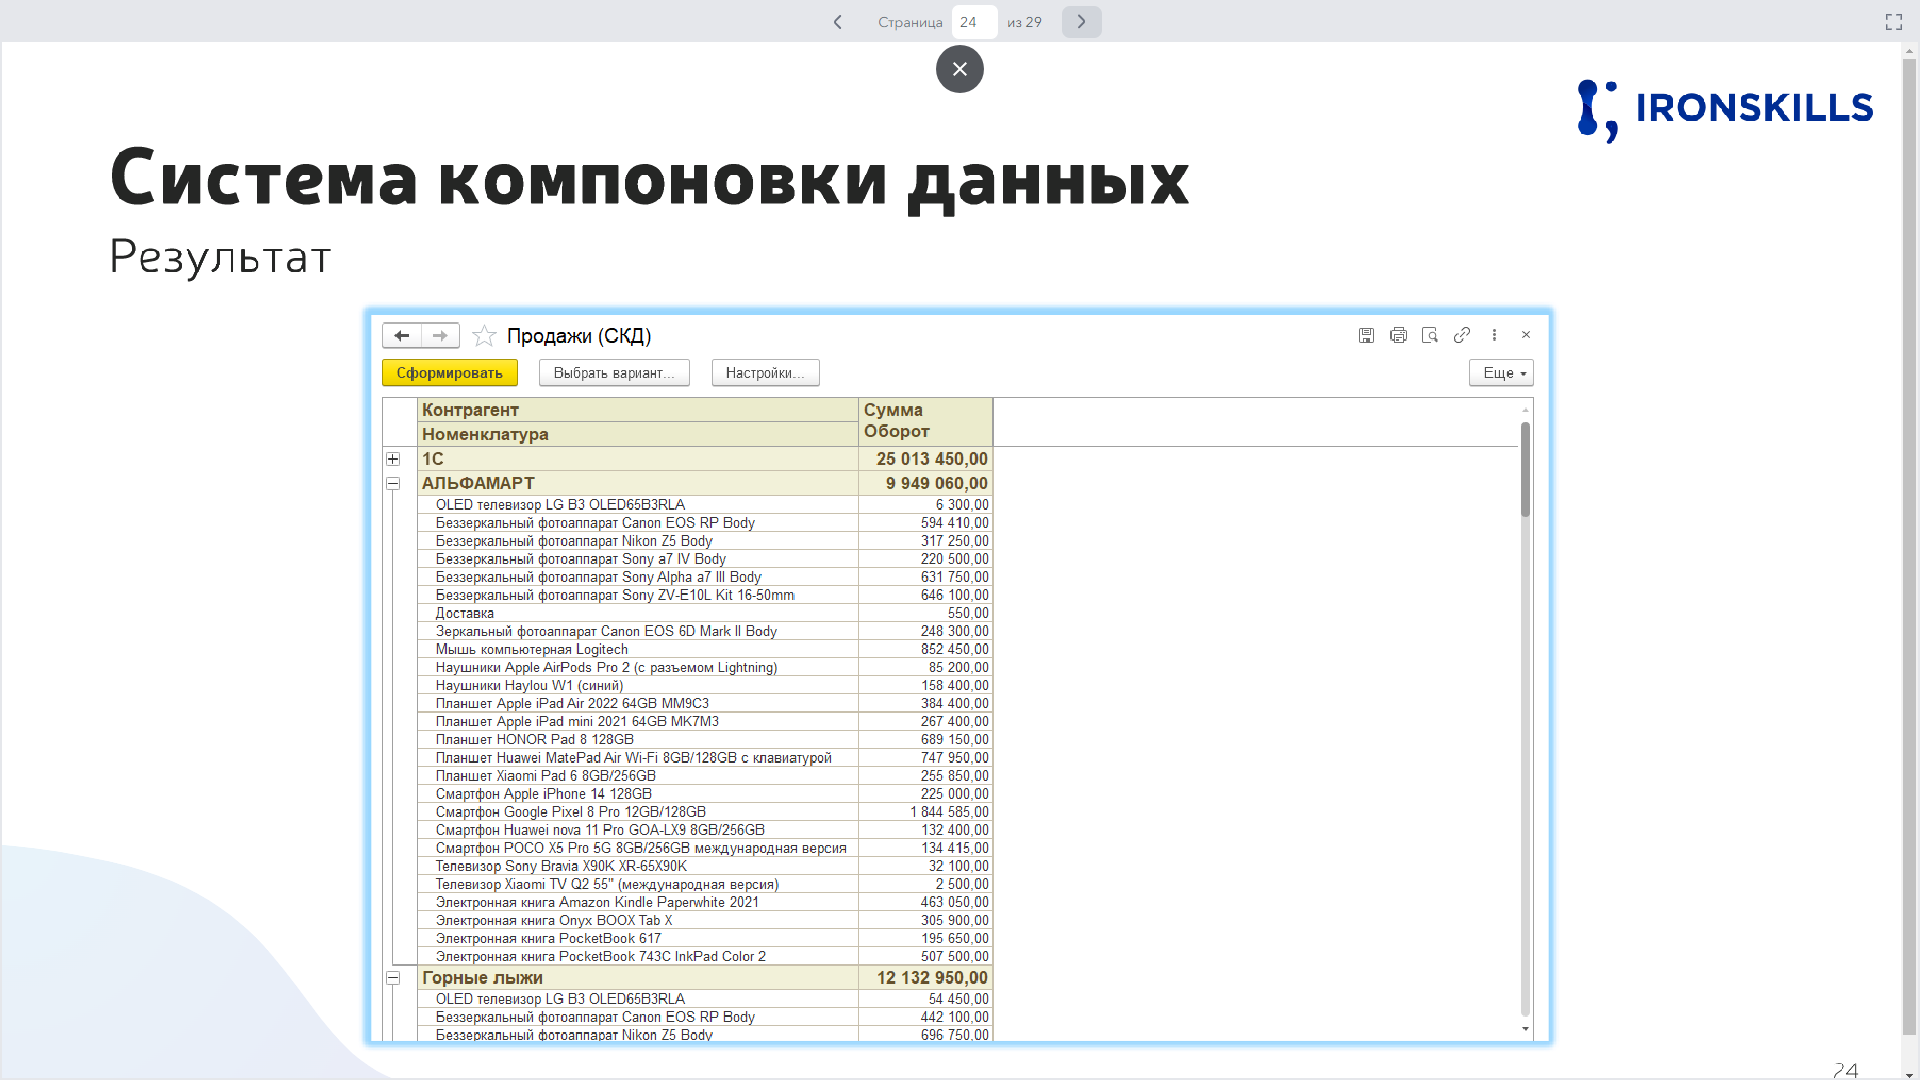 Страница 24 из 29
IRONSKILLS
Система компоновки данных
Результат
Продажи (СКД)
Сформировать Выбрать вариант... Настройки... Еще
Контрагент Сумма Оборот
Номенклатура
1С 25 013 450,00
АЛЬФАМАРТ 9 949 060,00
OLED телевизор LG B3 OLED65B3RLA 6 300,00
Беззеркальный фотоаппарат Canon EOS RP Body 594 410,00
Беззеркальный фотоаппарат Nikon Z5 Body 317 250,00
Беззеркальный фотоаппарат Sony a7 IV Body 220 500,00
Беззеркальный фотоаппарат Sony Alpha a7 III Body 631 750,00
Беззеркальный фотоаппарат Sony ZV-E10L Kit 16-50mm 646 100,00
Доставка 550,00
Зеркальный фотоаппарат Canon EOS 6D Mark II Body 248 300,00
Мышь компьютерная Logitech 852 450,00
Наушники Apple AirPods Pro 2 (с разъемом Lightning) 85 200,00
Наушники Haylou W1 (синий) 158 400,00
Планшет Apple iPad Air 2022 64GB MM9C3 384 400,00
Планшет Apple iPad mini 2021 64GB MK7M3 267 400,00
Планшет HONOR Pad 8 128GB 689 150,00
Планшет Huawei MatePad Air Wi-Fi 8GB/128GB с клавиатурой 747 950,00
Планшет Xiaomi Pad 6 8GB/256GB 255 850,00
Смартфон Apple iPhone 14 128GB 225 000,00
Смартфон Google Pixel 8 Pro 12GB/128GB 1 844 585,00
Смартфон Huawei nova 11 Pro GOA-LX9 8GB/256GB 132 400,00
Смартфон POCO X5 Pro 5G 8GB/256GB международная версия 134 415,00
Телевизор Sony Bravia X90K XR-65X90K 32 100,00
Телевизор Xiaomi TV Q2 55" (международная версия) 2 500,00
Электронная книга Amazon Kindle Paperwhite 2021 463 050,00
Электронная книга Onyx BOOX Tab X 305 900,00
Электронная книга PocketBook 617 195 650,00
Электронная книга PocketBook 743C InkPad Color 2 507 500,00
Горные лыжи 12 132 950,00
OLED телевизор LG B3 OLED65B3RLA 54 450,00
Беззеркальный фотоаппарат Canon EOS RP Body 442 100,00
Беззеркальный фотоаппарат Nikon Z5 Body 696 750,00
24